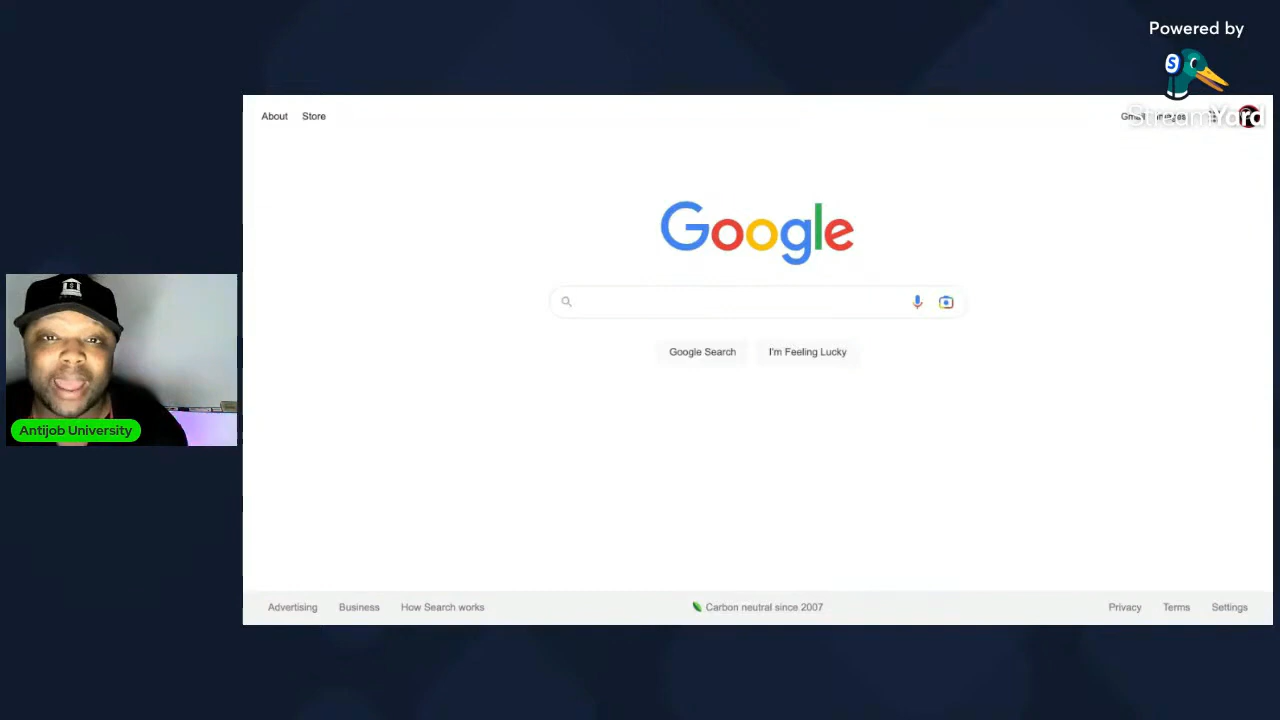 Powered by
StreamYard
About Store
Google
Google Search I'm Feeling Lucky
Antijob University
Advertising Business How Search works
Carbon neutral since 2007
Privacy Terms Settings